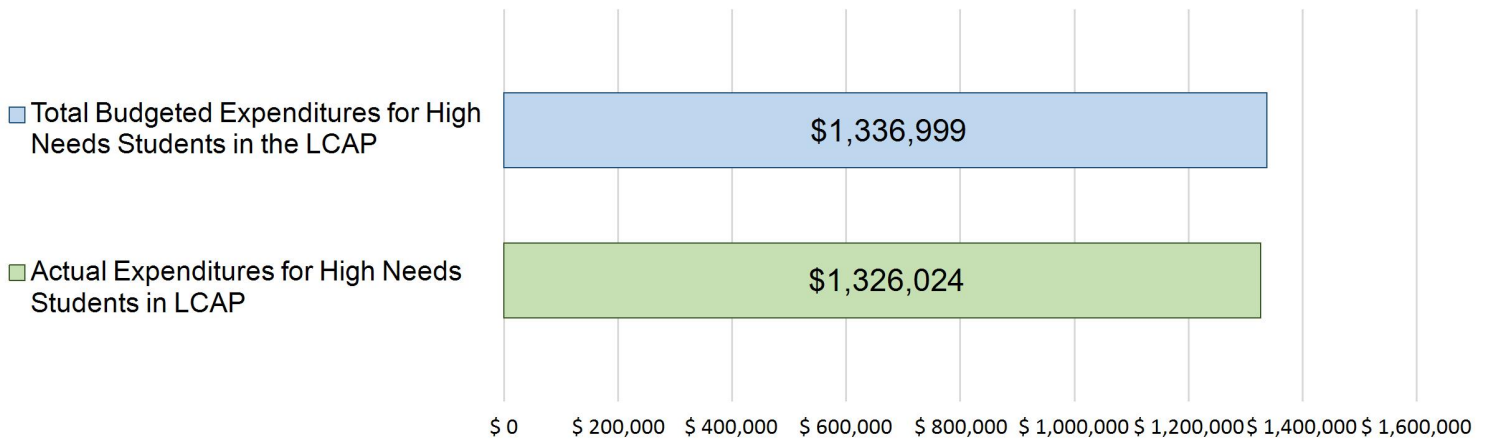 Total Budgeted Expenditures for High
Needs Students in the LCAP
$1,336,999
Actual Expenditures for High Needs
Students in LCAP
$1,326,024
$ 0 $ 200,000 $ 400,000 $ 600,000 $ 800,000 $ 1,000,000 $ 1,200,000 $ 1,400,000 $ 1,600,000